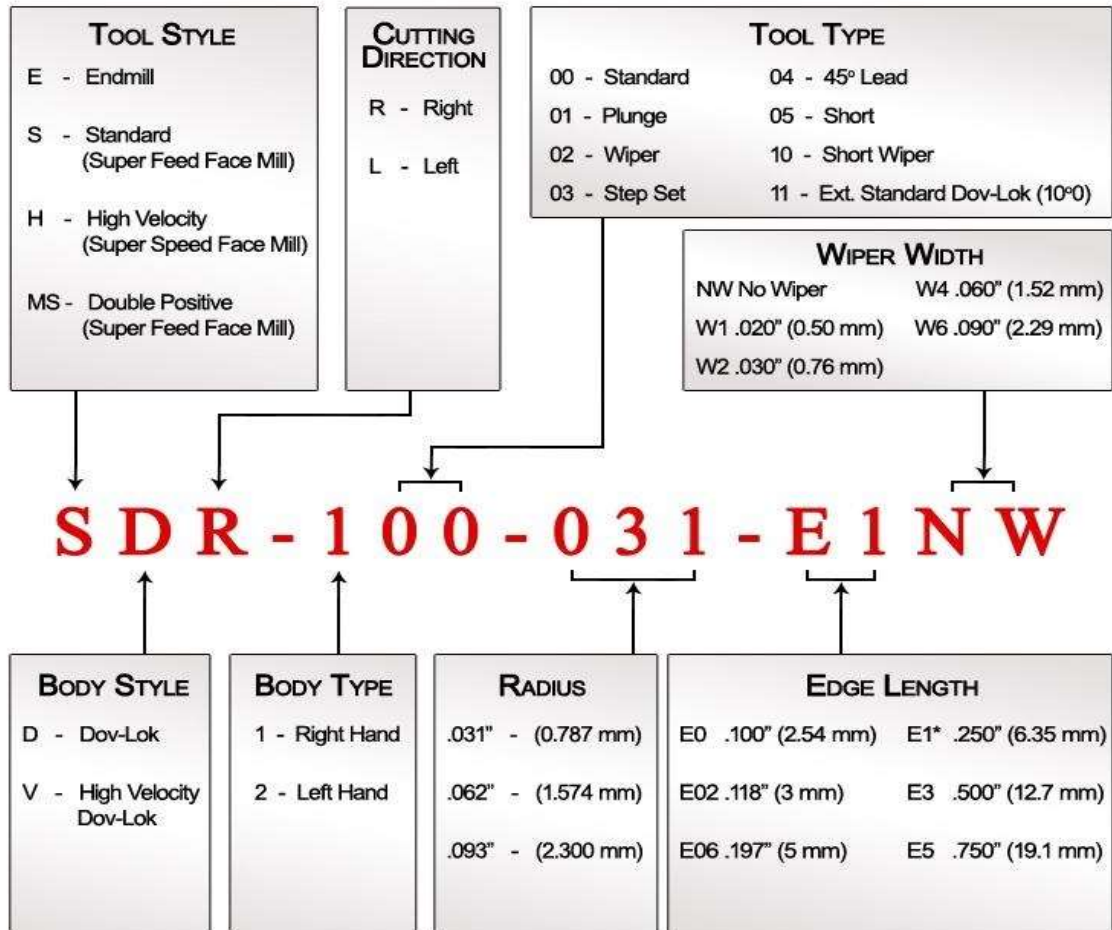 TOOL STYLE
E - Endmill
S - Standard
(Super Feed Face Mill)
H - High Velocity
(Super Speed Face Mill)
MS - Double Positive
(Super Feed Face Mill)
CUTTING
DIRECTION
R - Right
L - Left
TOOL TYPE
00 - Standard 04 - 45º Lead
01 - Plunge 05 - Short
02 - Wiper 10 - Short Wiper
03 - Step Set 11 - Ext. Standard Dov-Lok (10º0)
WIPER WIDTH
NW No Wiper W4 .060" (1.52 mm)
W1 .020" (0.50 mm) W6 .090" (2.29 mm)
W2 .030" (0.76 mm)
SDR-100-031-E1NW
BODY STYLE
D - Dov-Lok
V - High Velocity
Dov-Lok
BODY TYPE
1 - Right Hand
2 - Left Hand
RADIUS
.031" - (0.787 mm)
.062" - (1.574 mm)
.093" - (2.300 mm)
EDGE LENGTH
E0 .100" (2.54 mm) E1* .250" (6.35 mm)
E02 .118" (3 mm) E3 .500" (12.7 mm)
E06 .197" (5 mm) E5 .750" (19.1 mm)